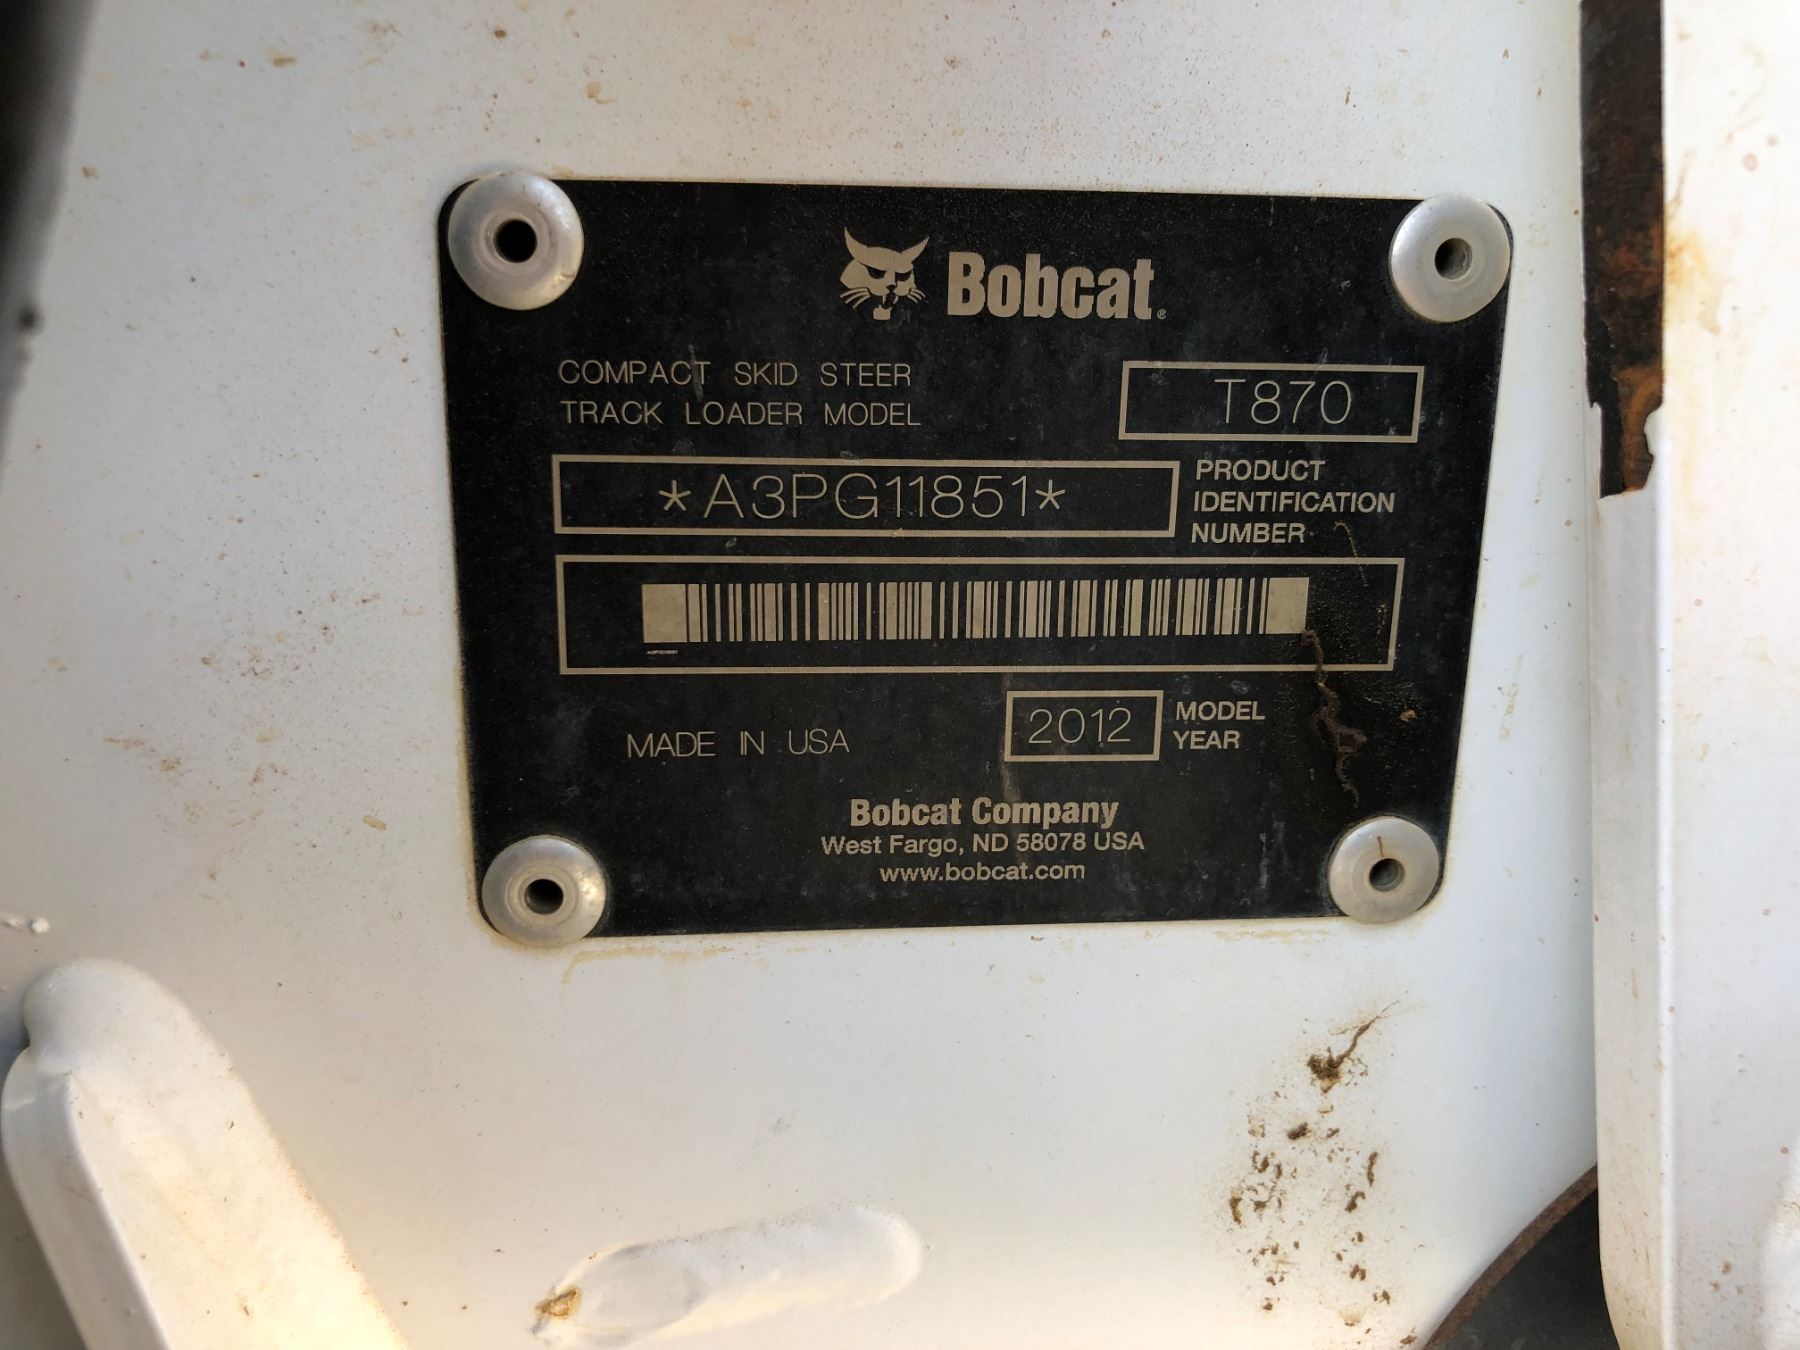 Bobcat®
COMPACT SKID STEER
TRACK LOADER MODEL
T870
*A3PG11851*
PRODUCT
IDENTIFICATION
NUMBER
A3PG11851
MADE IN USA
2012
MODEL
YEAR
Bobcat Company
West Fargo, ND 58078 USA
www.bobcat.com